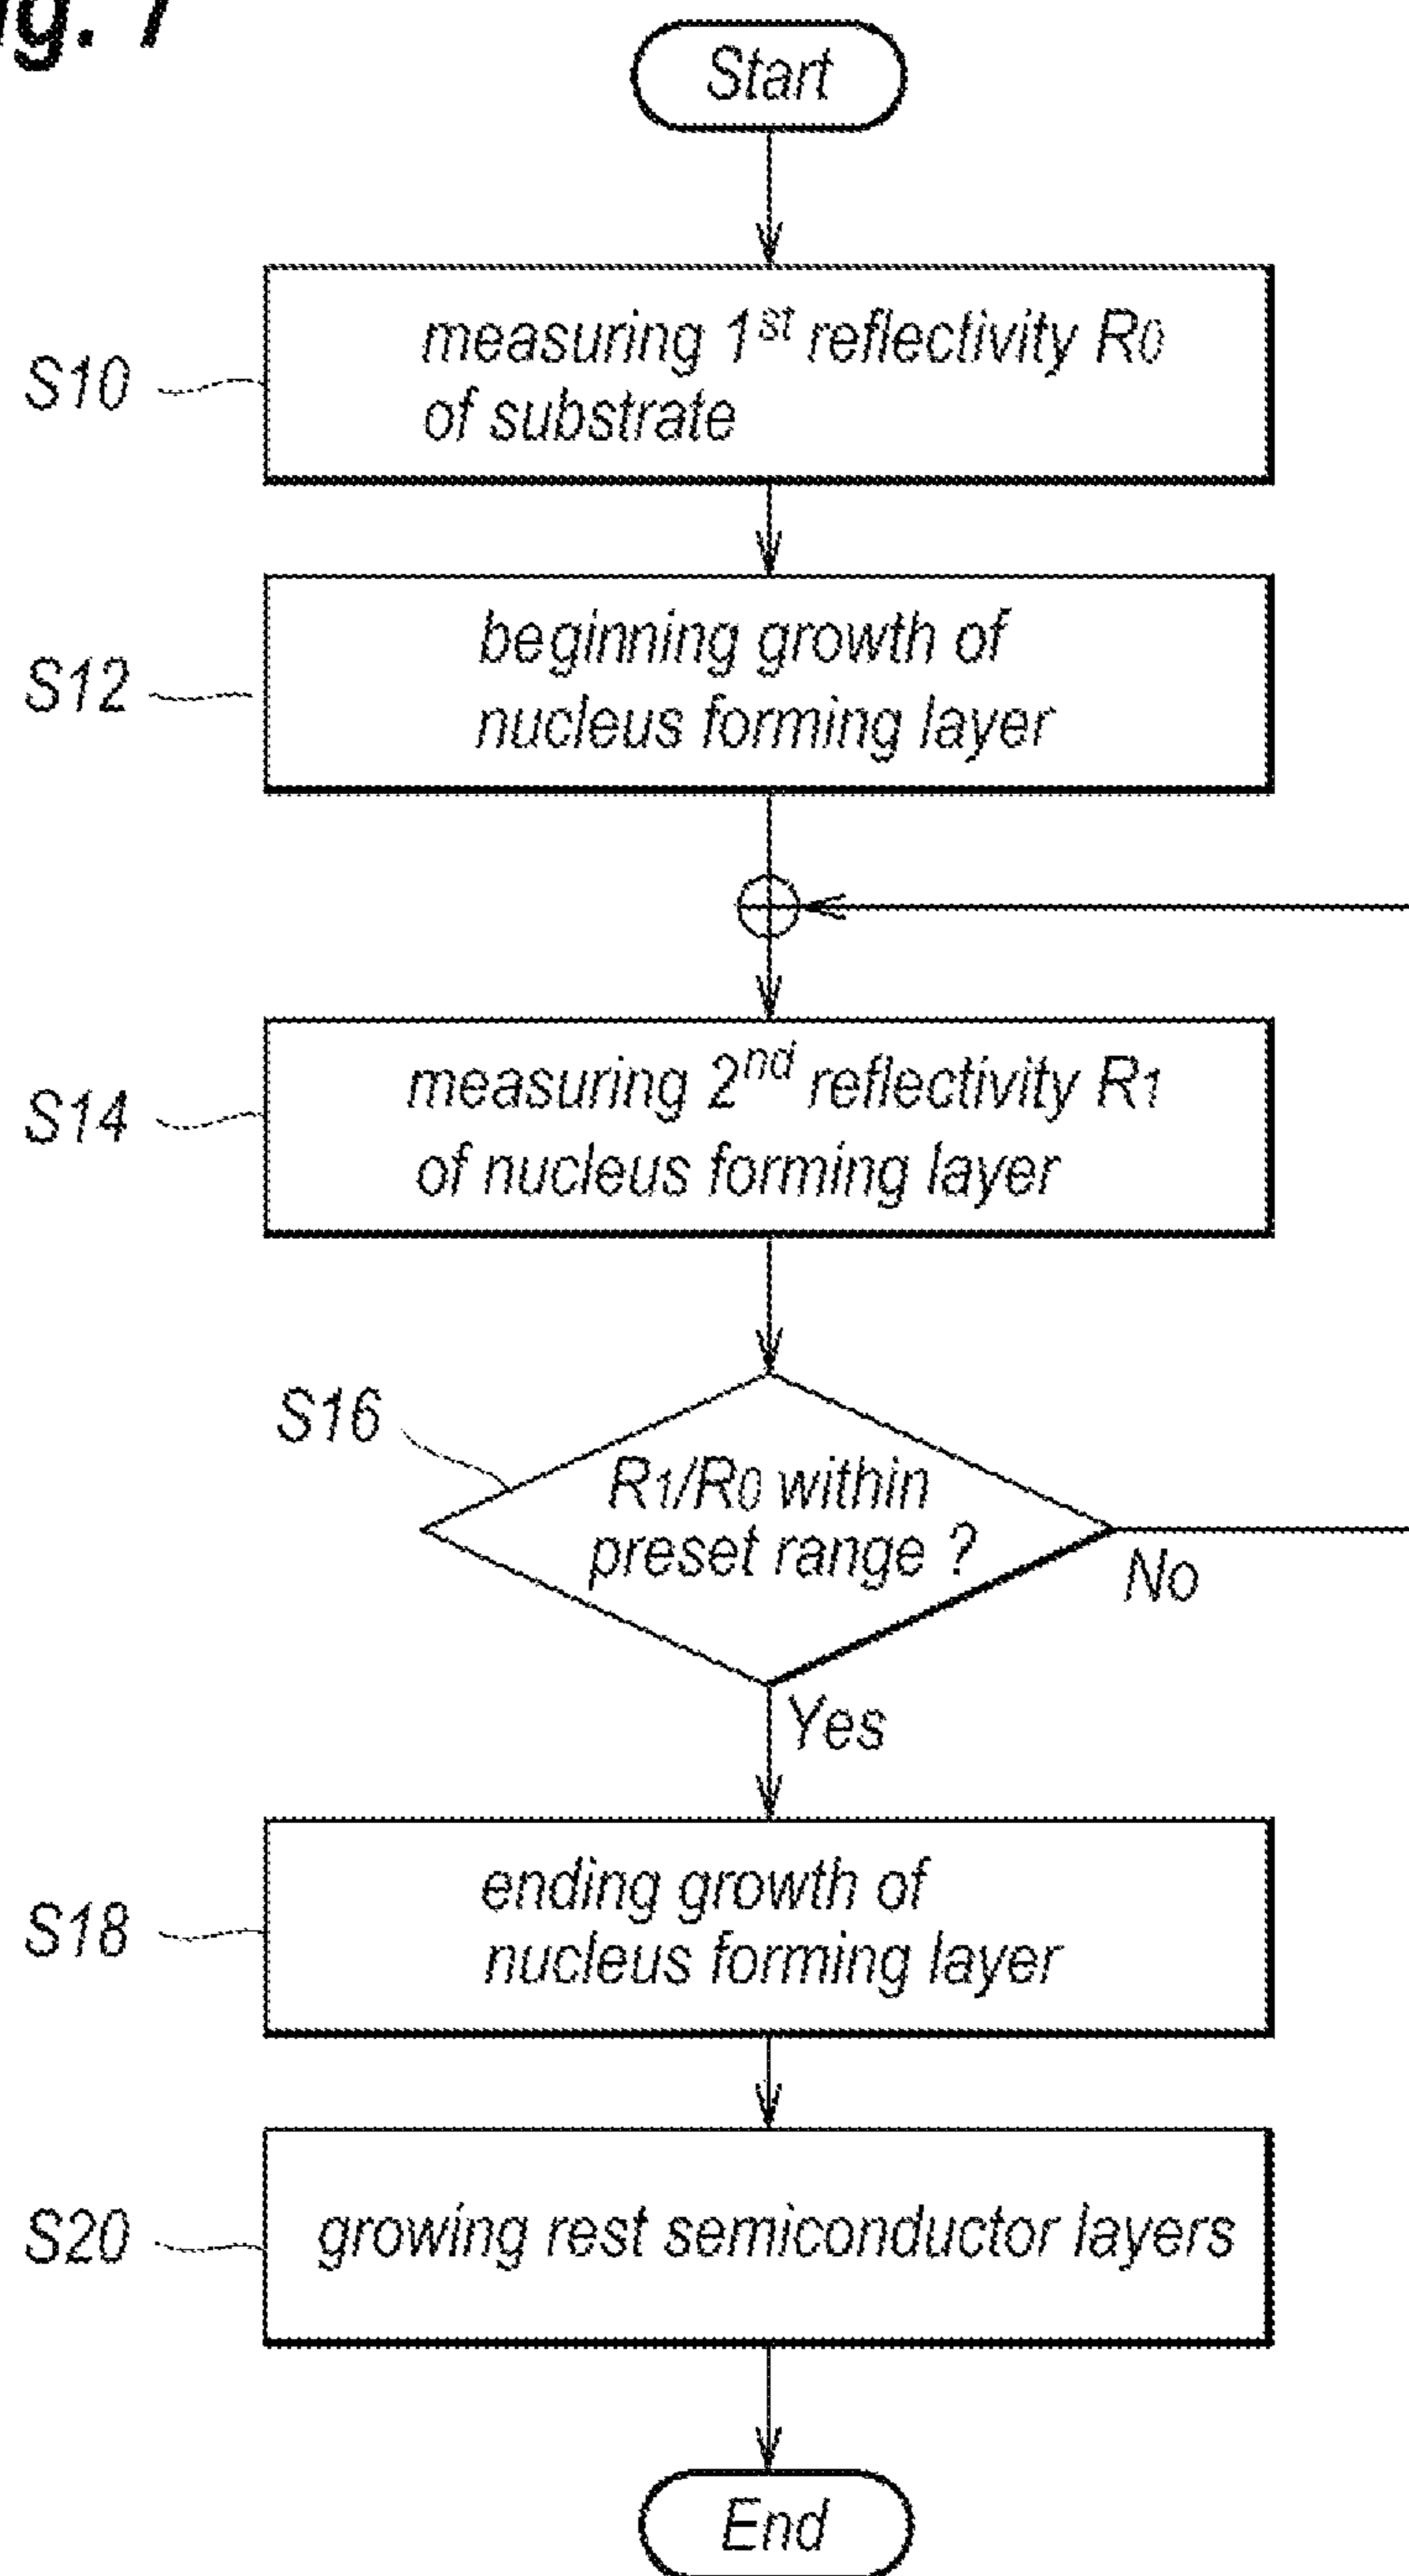 ig. 7
Start
S10
measuring 1st reflectivity R0
of substrate
S12
beginning growth of
nucleus forming layer
S14
measuring 2nd reflectivity R1
of nucleus forming layer
S16
R1/R0 within
preset range ?
No
Yes
S18
ending growth of
nucleus forming layer
S20
growing rest semiconductor layers
End